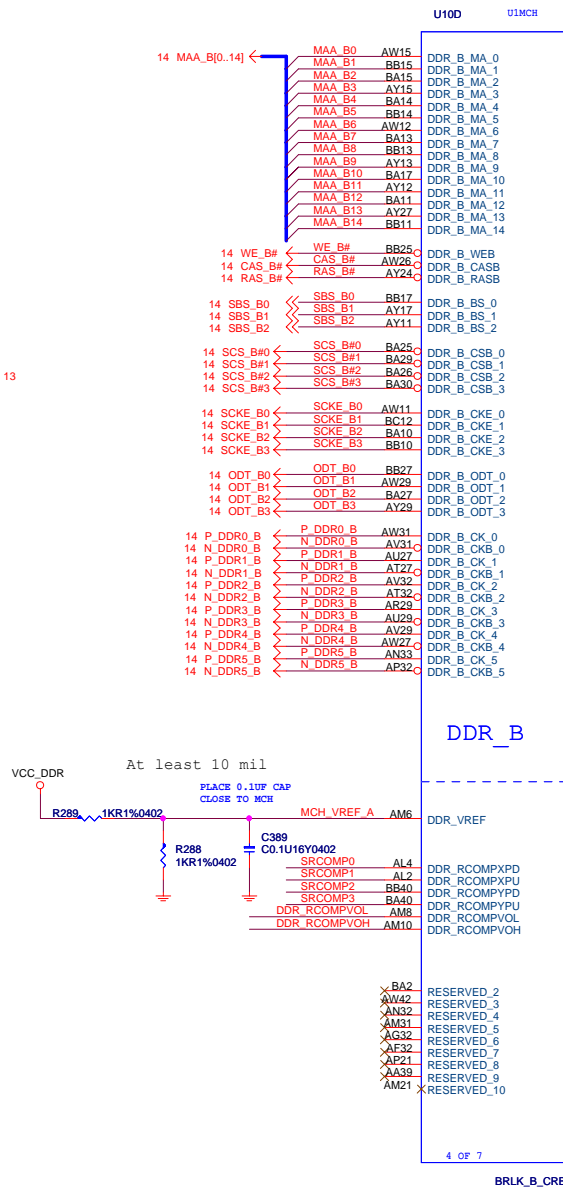 U10D U1MCH
14 MAA_B[0..14]
MAA_B0 AW15 DDR_B_MA_0
MAA_B1 BB15 DDR_B_MA_1
MAA_B2 BA15 DDR_B_MA_2
MAA_B3 AY15 DDR_B_MA_3
MAA_B4 BA14 DDR_B_MA_4
MAA_B5 BB14 DDR_B_MA_5
MAA_B6 AW12 DDR_B_MA_6
MAA_B7 BA13 DDR_B_MA_7
MAA_B8 BB13 DDR_B_MA_8
MAA_B9 AY13 DDR_B_MA_9
MAA_B10 BA17 DDR_B_MA_10
MAA_B11 AY12 DDR_B_MA_11
MAA_B12 BA11 DDR_B_MA_12
MAA_B13 AY27 DDR_B_MA_13
MAA_B14 BB11 DDR_B_MA_14
14 WE_B# WE_B# BB25 DDR_B_WEB
14 CAS_B# CAS_B# AW26 DDR_B_CASB
14 RAS_B# RAS_B# AY24 DDR_B_RASB
14 SBS_B0 SBS_B0 BB17 DDR_B_BS_0
14 SBS_B1 SBS_B1 AY17 DDR_B_BS_1
14 SBS_B2 SBS_B2 AY11 DDR_B_BS_2
14 SCS_B#0 SCS_B#0 BA25 DDR_B_CSB_0
14 SCS_B#1 SCS_B#1 BA29 DDR_B_CSB_1
13 14 SCS_B#2 SCS_B#2 BA26 DDR_B_CSB_2
14 SCS_B#3 SCS_B#3 BA30 DDR_B_CSB_3
14 SCKE_B0 SCKE_B0 AW11 DDR_B_CKE_0
14 SCKE_B1 SCKE_B1 BC12 DDR_B_CKE_1
14 SCKE_B2 SCKE_B2 BA10 DDR_B_CKE_2
14 SCKE_B3 SCKE_B3 BB10 DDR_B_CKE_3
14 ODT_B0 ODT_B0 BB27 DDR_B_ODT_0
14 ODT_B1 ODT_B1 AW29 DDR_B_ODT_1
14 ODT_B2 ODT_B2 BA27 DDR_B_ODT_2
14 ODT_B3 ODT_B3 AY29 DDR_B_ODT_3
14 P_DDR0_B P_DDR0_B AW31 DDR_B_CK_0
14 N_DDR0_B N_DDR0_B AV31 DDR_B_CKB_0
14 P_DDR1_B P_DDR1_B AU27 DDR_B_CK_1
14 N_DDR1_B N_DDR1_B AT27 DDR_B_CKB_1
14 P_DDR2_B P_DDR2_B AV32 DDR_B_CK_2
14 N_DDR2_B N_DDR2_B AT32 DDR_B_CKB_2
14 P_DDR3_B P_DDR3_B AR29 DDR_B_CK_3
14 N_DDR3_B N_DDR3_B AU29 DDR_B_CKB_3
14 P_DDR4_B P_DDR4_B AV29 DDR_B_CK_4
14 N_DDR4_B N_DDR4_B AW27 DDR_B_CKB_4
14 P_DDR5_B P_DDR5_B AN33 DDR_B_CK_5
14 N_DDR5_B N_DDR5_B AP32 DDR_B_CKB_5
DDR_B
At least 10 mil
VCC_DDR
PLACE 0.1UF CAP
CLOSE TO MCH
R289 1KR1%0402 MCH_VREF_A AM6 DDR_VREF
R288
1KR1%0402
C389
C0.1U16Y0402
SRCOMP0 AL4 DDR_RCOMPXPD
SRCOMP1 AL2 DDR_RCOMPXPU
SRCOMP2 BB40 DDR_RCOMPYPD
SRCOMP3 BA40 DDR_RCOMPYPU
DDR_RCOMPVOL AM8 DDR_RCOMPVOL
DDR_RCOMPVOH AM10 DDR_RCOMPVOH
BA2 RESERVED_2
AW42 RESERVED_3
AN32 RESERVED_4
AM31 RESERVED_5
AG32 RESERVED_6
AF32 RESERVED_7
AP21 RESERVED_8
AA39 RESERVED_9
AM21 RESERVED_10
4 OF 7